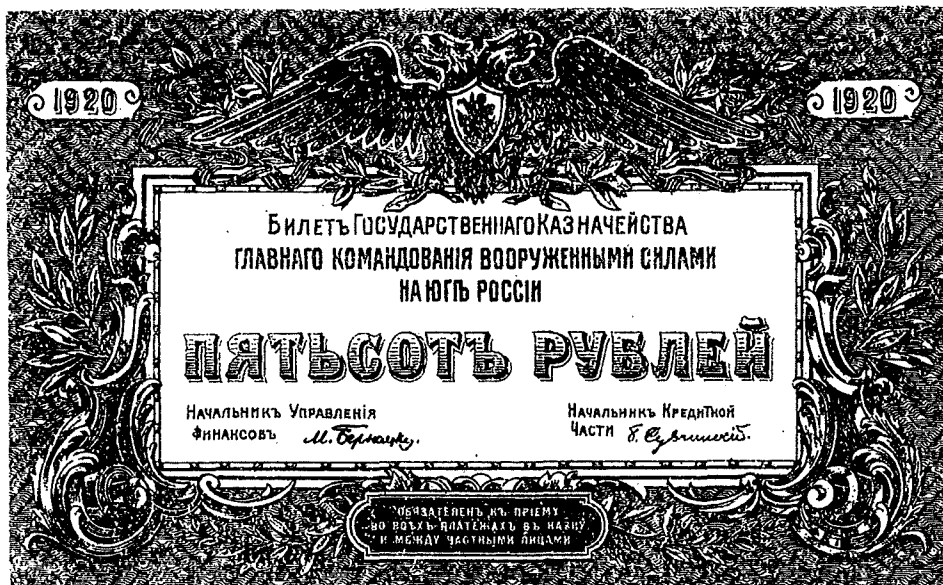 1920 1920
Билетъ Государственнаго Казначейства
ГЛАВНАГО КОМАНДОВАНІЯ ВООРУЖЕННЫМИ СИЛАМИ
НА ЮГѢ РОССІИ
ПЯТЬСОТЪ РУБЛЕЙ
Начальникъ Управленія
Финансовъ М. Бернацкі.
Начальникъ Кредитной
Части
ОБЯЗАТЕЛЕНЪ КЪ ПРІЕМУ
ВО ВСѢХЪ ПЛАТЕЖАХЪ ВЪ КАЗНУ
И МЕЖДУ ЧАСТНЫМИ ЛИЦАМИ